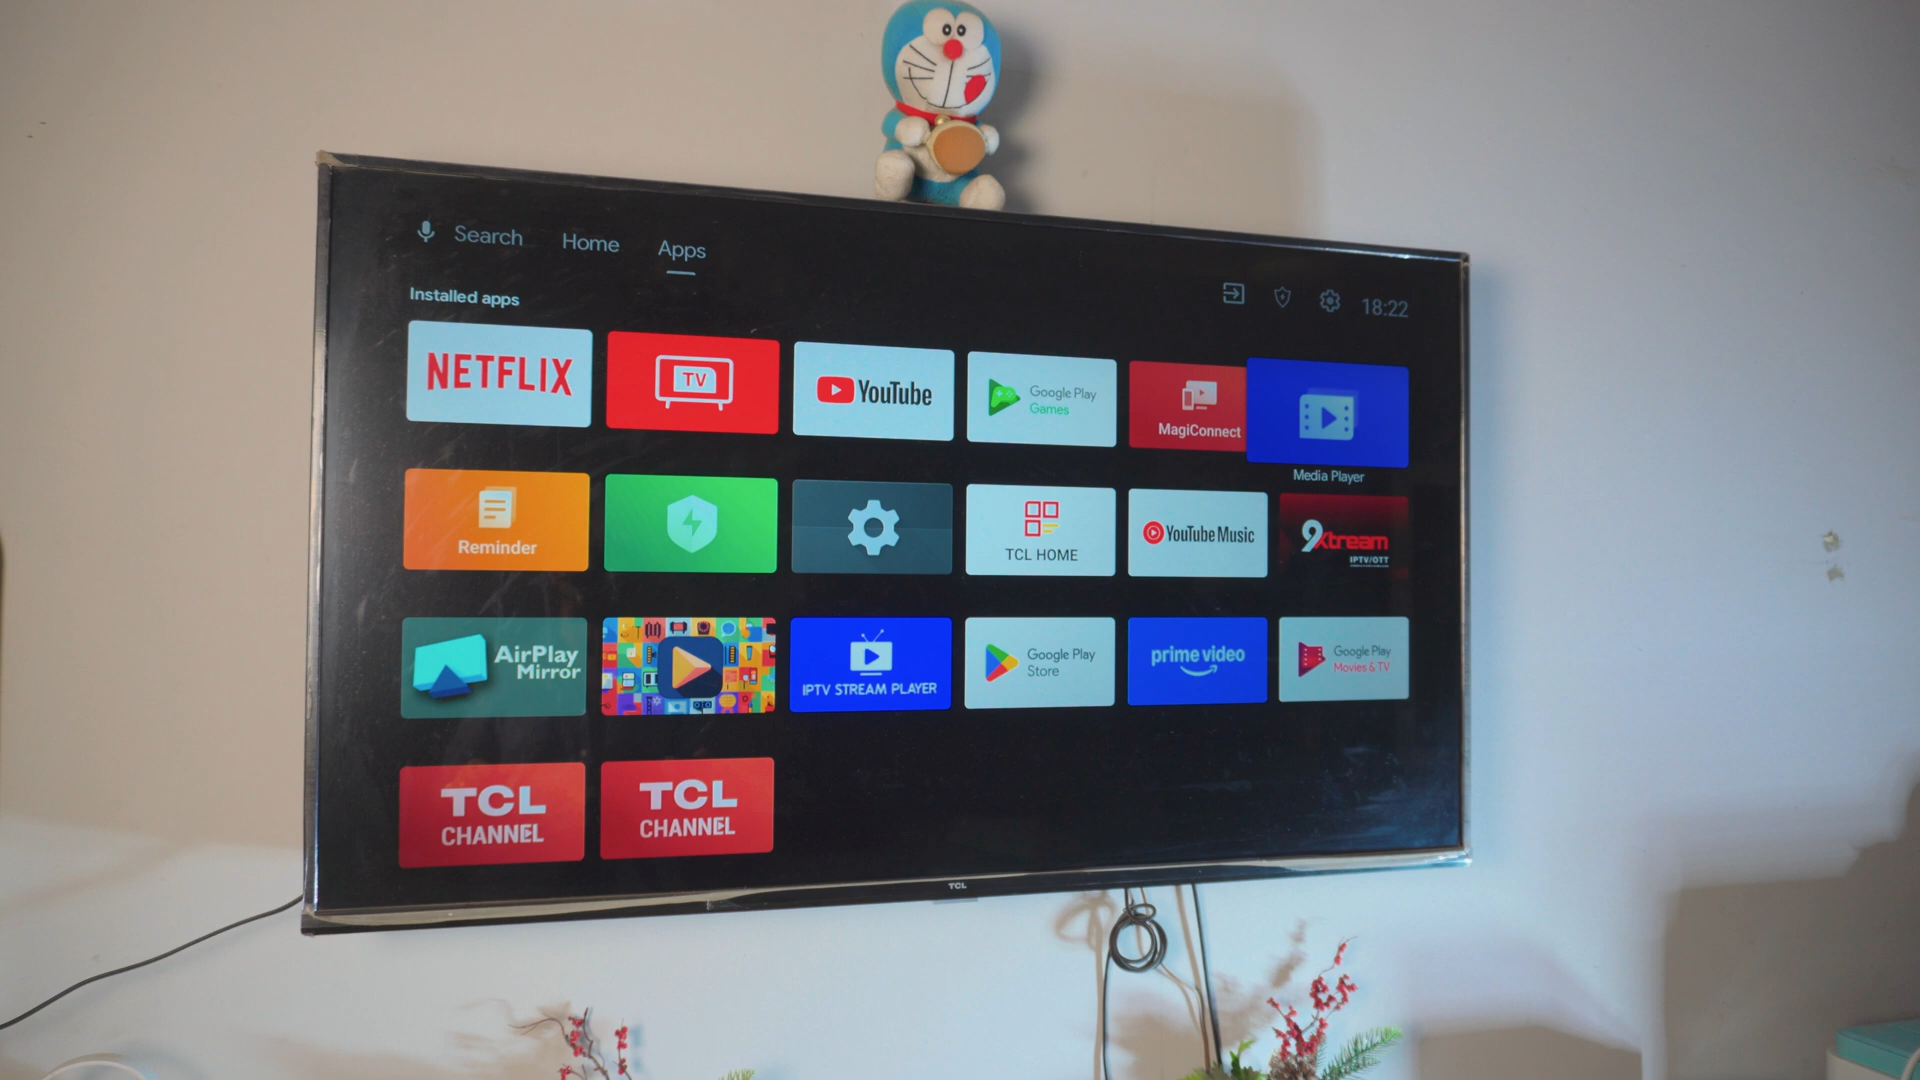 Search Home Apps
Installed apps
18:22
NETFLIX
TV
YouTube
Google Play
Games
MagiConnect
Media Player
Reminder
TCL HOME
YouTube Music
9Xtream
IPTV/OTT
AirPlay
Mirror
IPTV STREAM PLAYER
Google Play
Store
prime video
Google Play
Movies & TV
TCL
CHANNEL
TCL
CHANNEL
TCL